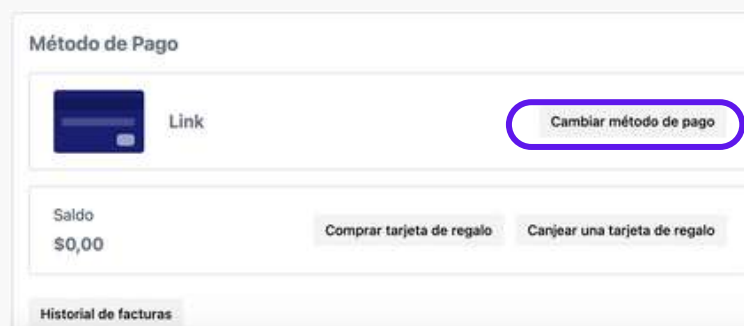 Método de Pago
Link
Cambiar método de pago
Saldo
$0,00
Comprar tarjeta de regalo
Canjear una tarjeta de regalo
Historial de facturas